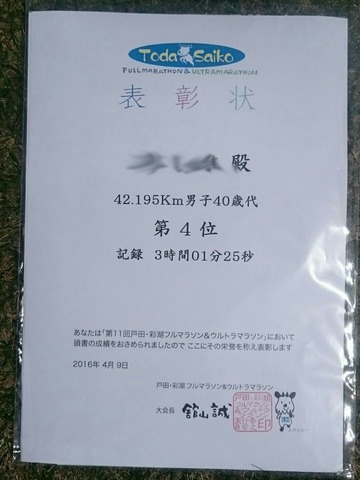 Toda Saiko
FULLMARATHON & ULTRAMARATHON
表彰状
殿
42.195Km男子40歳代
第4位
記録 3時間01分25秒
あなたは「第11回戸田・彩湖フルマラソン&ウルトラマラソン」において
頭書の成績をおさめられましたので ここにその栄誉を称え表彰します
2016年 4月 9日
戸田・彩湖 フルマラソン&ウルトラマラソン
大会長 舘山 誠